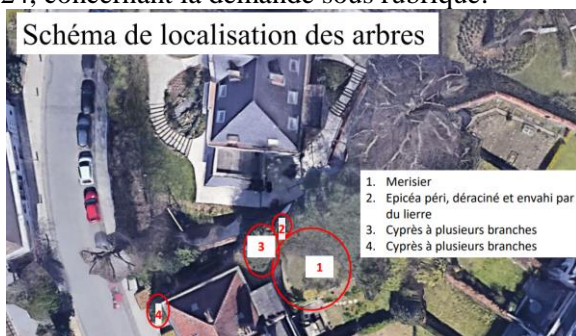 24, concernant la demande sous rubrique.
Schéma de localisation des arbres
1. Merisier
2. Epicéa péri, déraciné et envahi par
du lierre
3. Cyprès à plusieurs branches
4. Cyprès à plusieurs branches
2
3
1
4